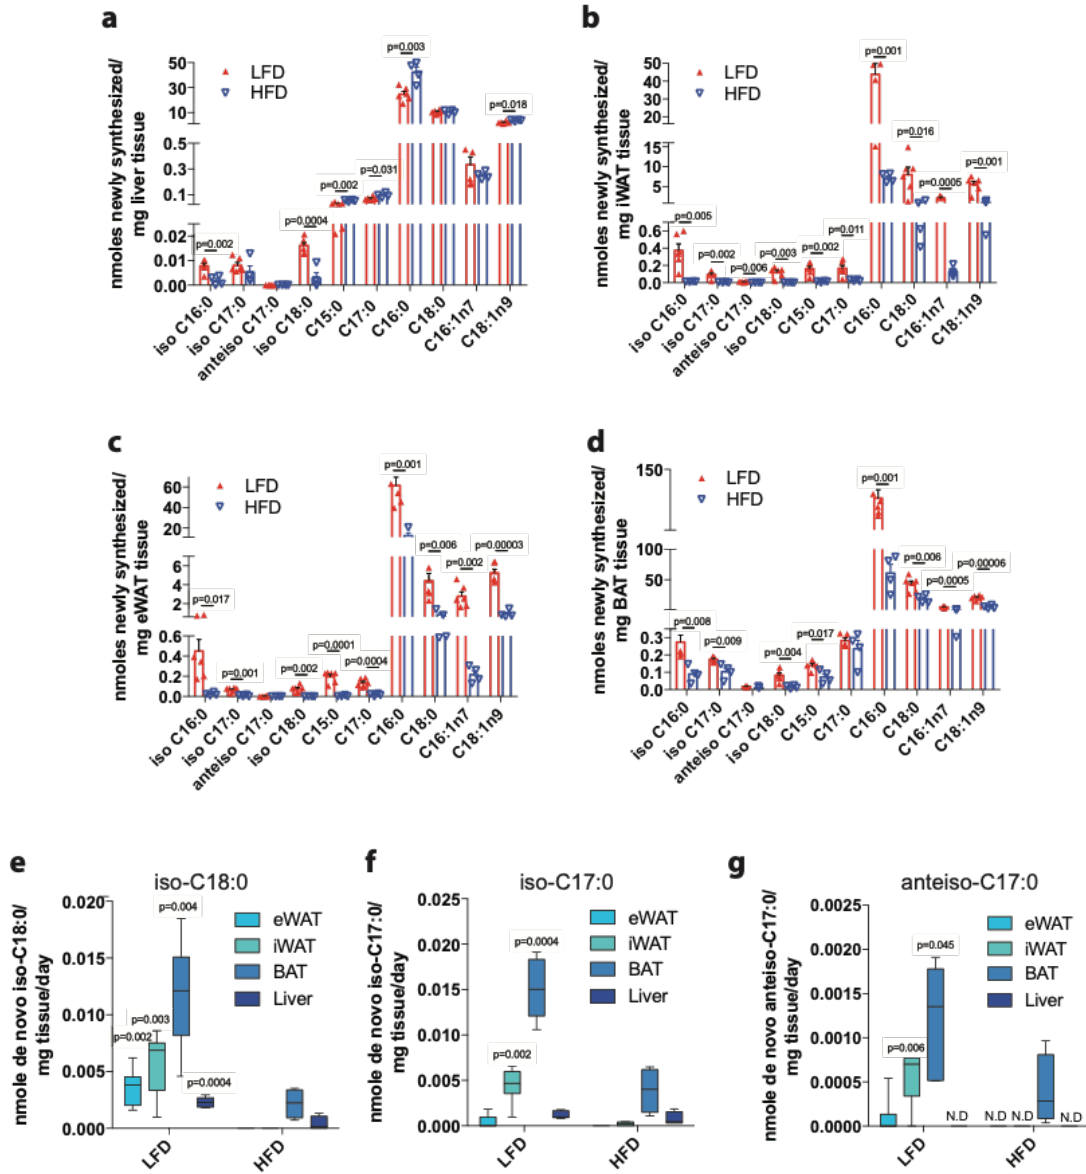 a
nmoles newly synthesized/
mg liver tissue
50
30
10
0.5
0.3
0.1
0.02
0.01
0.00
LFD
HFD
p=0.002
p=0.0004
p=0.002
p=0.031
p=0.003
p=0.018
iso C16:0
iso C17:0
anteiso C17:0
iso C18:0
C15:0
C17:0
C16:0
C18:0
C16:1n7
C18:1n9
b
nmoles newly synthesized/
mg iWAT tissue
50
40
30
20
15
10
5
0.6
0.4
0.2
0.0
LFD
HFD
p=0.005
p=0.002
p=0.006
p=0.003
p=0.002
p=0.011
p=0.001
p=0.016
p=0.0005
p=0.001
iso C16:0
iso C17:0
anteiso C17:0
iso C18:0
C15:0
C17:0
C16:0
C18:0
C16:1n7
C18:1n9
c
nmoles newly synthesized/
mg eWAT tissue
60
40
20
6
4
2
0.6
0.4
0.2
0.0
LFD
HFD
p=0.017
p=0.001
p=0.002
p=0.0001
p=0.0004
p=0.001
p=0.006
p=0.002
p=0.00003
iso C16:0
iso C17:0
anteiso C17:0
iso C18:0
C15:0
C17:0
C16:0
C18:0
C16:1n7
C18:1n9
d
nmoles newly synthesized/
mg BAT tissue
150
100
50
0.3
0.2
0.1
0.0
LFD
HFD
p=0.008
p=0.009
p=0.004
p=0.017
p=0.001
p=0.006
p=0.0005
p=0.00006
iso C16:0
iso C17:0
anteiso C17:0
iso C18:0
C15:0
C17:0
C16:0
C18:0
C16:1n7
C18:1n9
e
iso-C18:0
nmole de novo iso-C18:0/
mg tissue/day
0.020
0.015
0.010
0.005
0.000
p=0.002
p=0.003
p=0.004
p=0.0004
eWAT
iWAT
BAT
Liver
LFD
HFD
f
iso-C17:0
nmole de novo iso-C17:0/
mg tissue/day
0.025
0.020
0.015
0.010
0.005
0.000
p=0.002
p=0.0004
eWAT
iWAT
BAT
Liver
LFD
HFD
g
anteiso-C17:0
nmole de novo anteiso-C17:0/
mg tissue/day
0.0025
0.0020
0.0015
0.0010
0.0005
0.0000
p=0.006
p=0.045
N.D
N.D
N.D
N.D
eWAT
iWAT
BAT
Liver
LFD
HFD